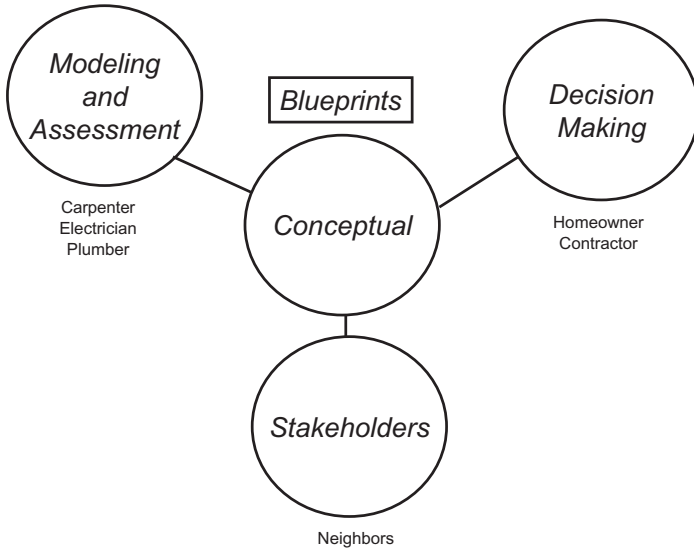 Modeling
and
Assessment
Carpenter
Electrician
Plumber
Blueprints
Conceptual
Decision
Making
Homeowner
Contractor
Stakeholders
Neighbors